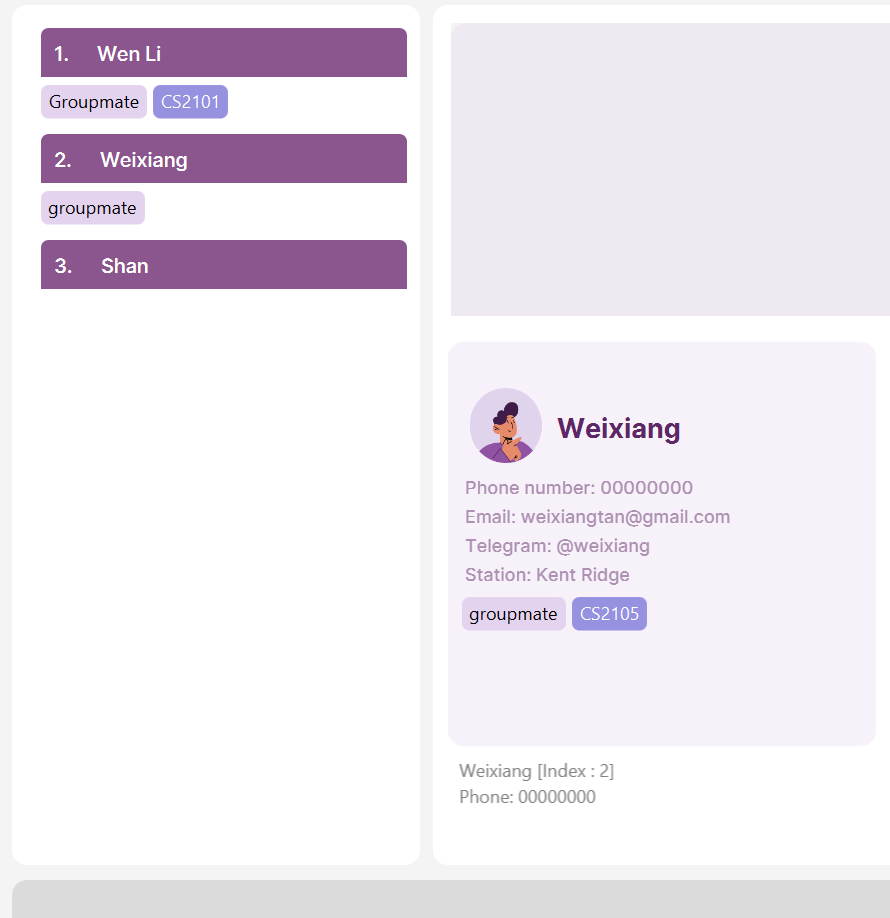 1. Wen Li
Groupmate CS2101
2. Weixiang
groupmate
3. Shan
Weixiang
Phone number: 00000000
Email: weixiangtan@gmail.com
Telegram: @weixiang
Station: Kent Ridge
groupmate CS2105
Weixiang [Index : 2]
Phone: 00000000